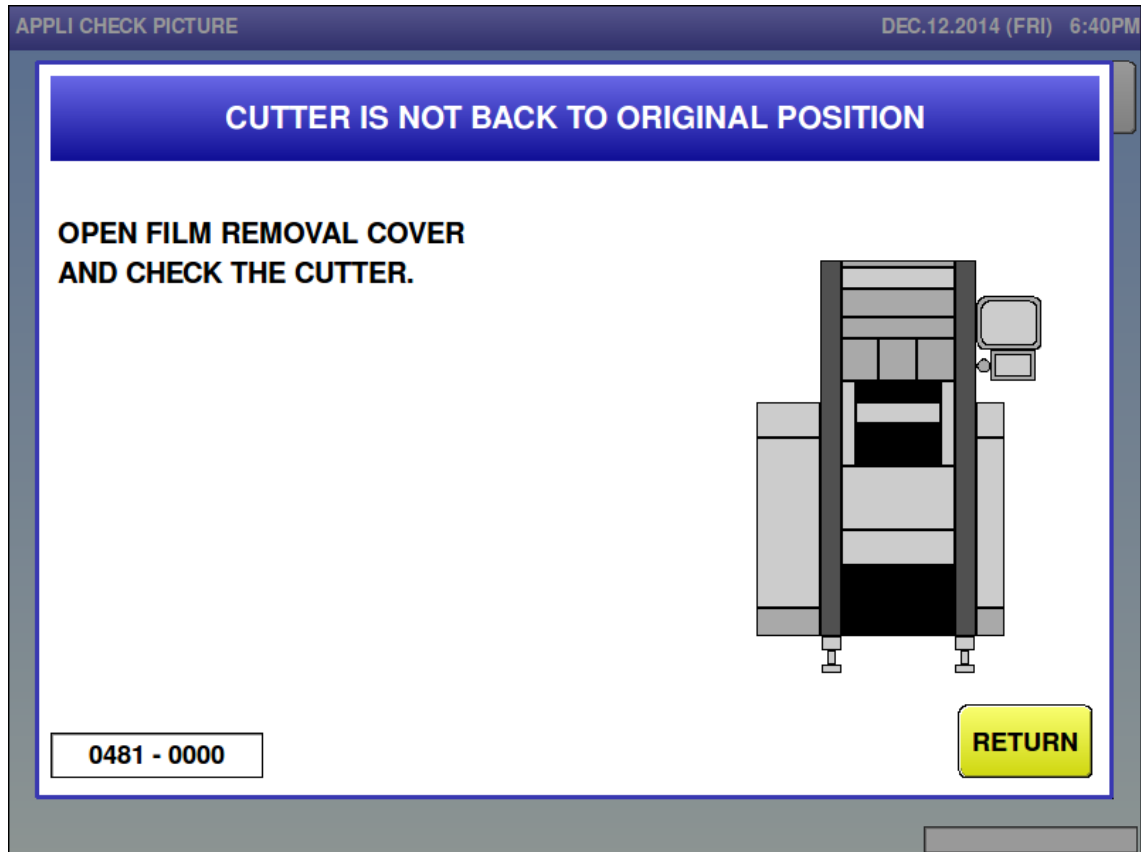 APPLI CHECK PICTURE DEC.12.2014 (FRI) 6:40PM
CUTTER IS NOT BACK TO ORIGINAL POSITION
OPEN FILM REMOVAL COVER
AND CHECK THE CUTTER.
0481 - 0000
RETURN